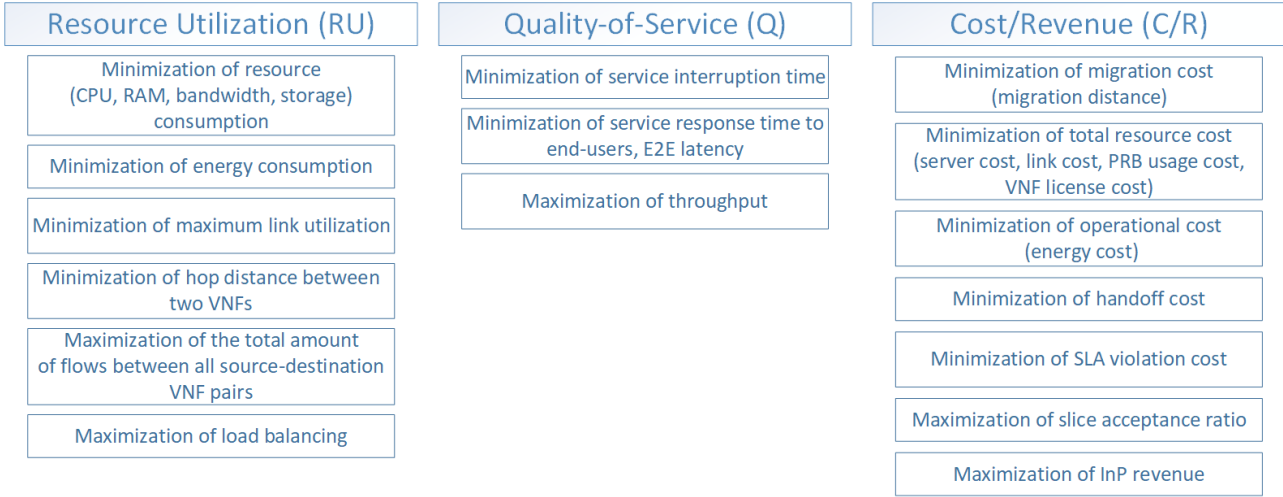 Resource Utilization (RU)
Minimization of resource
(CPU, RAM, bandwidth, storage)
consumption
Minimization of energy consumption
Minimization of maximum link utilization
Minimization of hop distance between
two VNFs
Maximization of the total amount
of flows between all source-destination
VNF pairs
Maximization of load balancing
Quality-of-Service (Q)
Minimization of service interruption time
Minimization of service response time to
end-users, E2E latency
Maximization of throughput
Cost/Revenue (C/R)
Minimization of migration cost
(migration distance)
Minimization of total resource cost
(server cost, link cost, PRB usage cost,
VNF license cost)
Minimization of operational cost
(energy cost)
Minimization of handoff cost
Minimization of SLA violation cost
Maximization of slice acceptance ratio
Maximization of InP revenue